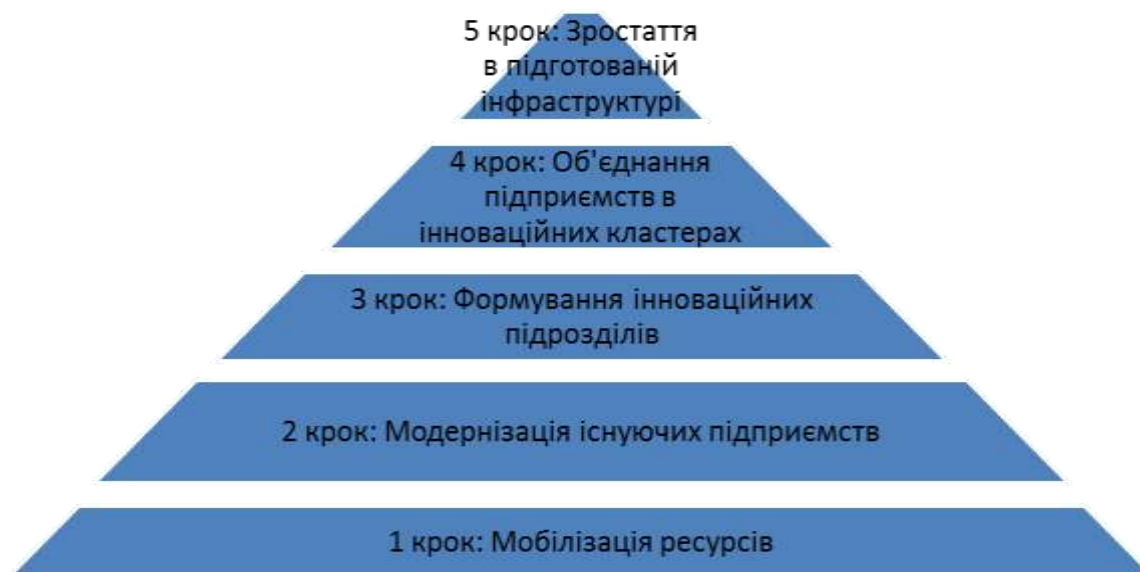 5 крок: Зростаття
в підготованій
інфраструктурі
4 крок: Об'єднання
підприємств в
інноваційних кластерах
3 крок: Формування інноваційних
підрозділів
2 крок: Модернізація існуючих підприємств
1 крок: Мобілізація ресурсів